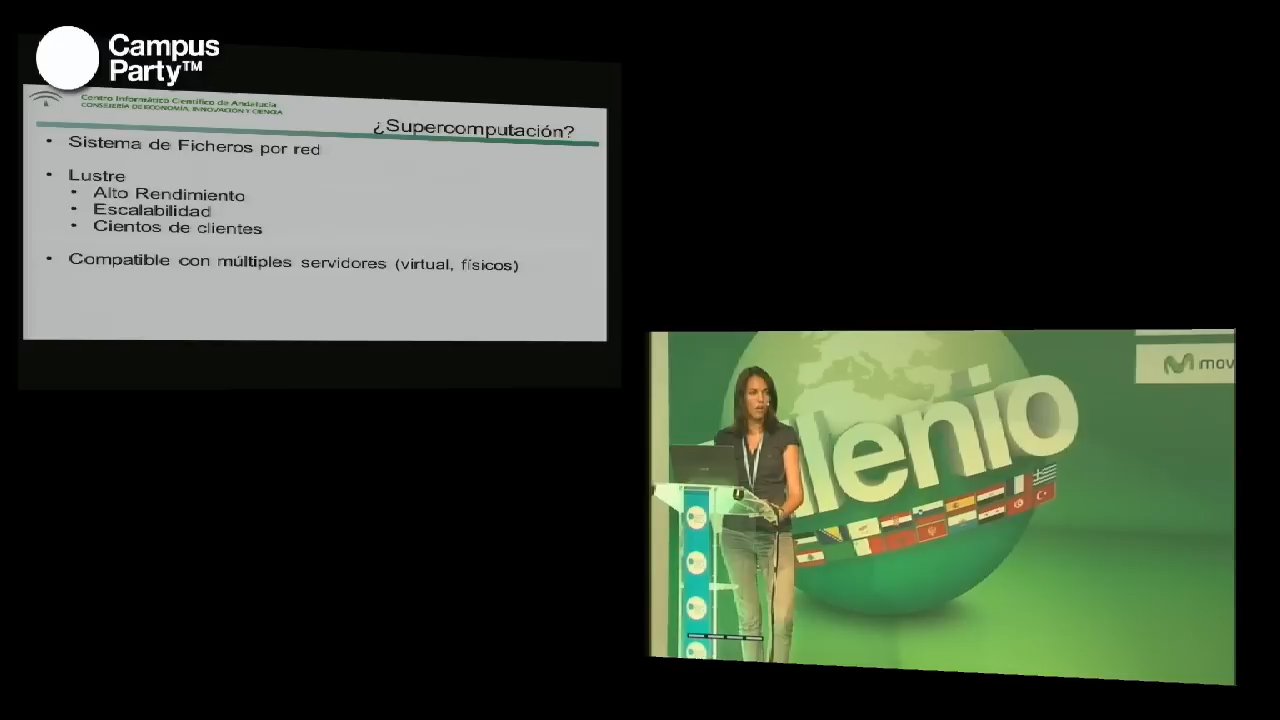 Campus
Party™
Centro Informático Científico de Andalucía
CONSEJERÍA DE ECONOMÍA, INNOVACIÓN Y CIENCIA
¿Supercomputación?
• Sistema de Ficheros por red
• Lustre
• Alto Rendimiento
• Escalabilidad
• Cientos de clientes
• Compatible con múltiples servidores (virtual, físicos)
mov
lenio